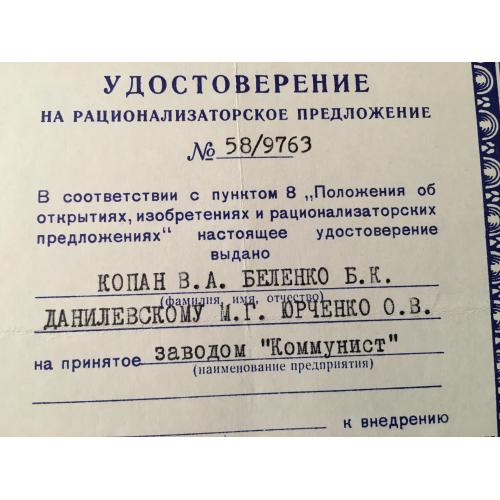 УДОСТОВЕРЕНИЕ
НА РАЦИОНАЛИЗАТОРСКОЕ ПРЕДЛОЖЕНИЕ
№ 58/9763
В соответствии с пунктом 8 „Положения об
открытиях, изобретениях и рационализаторских
предложениях" настоящее удостоверение
выдано
КОПАН В.А. БЕЛЕНКО Б.К.
(фамилия, имя, отчество)
ДАНИЛЕВСКОМУ М.Г. ЮРЧЕНКО О.В.
на принятое заводом "Коммунист"
(наименование предприятия)
к внедрению